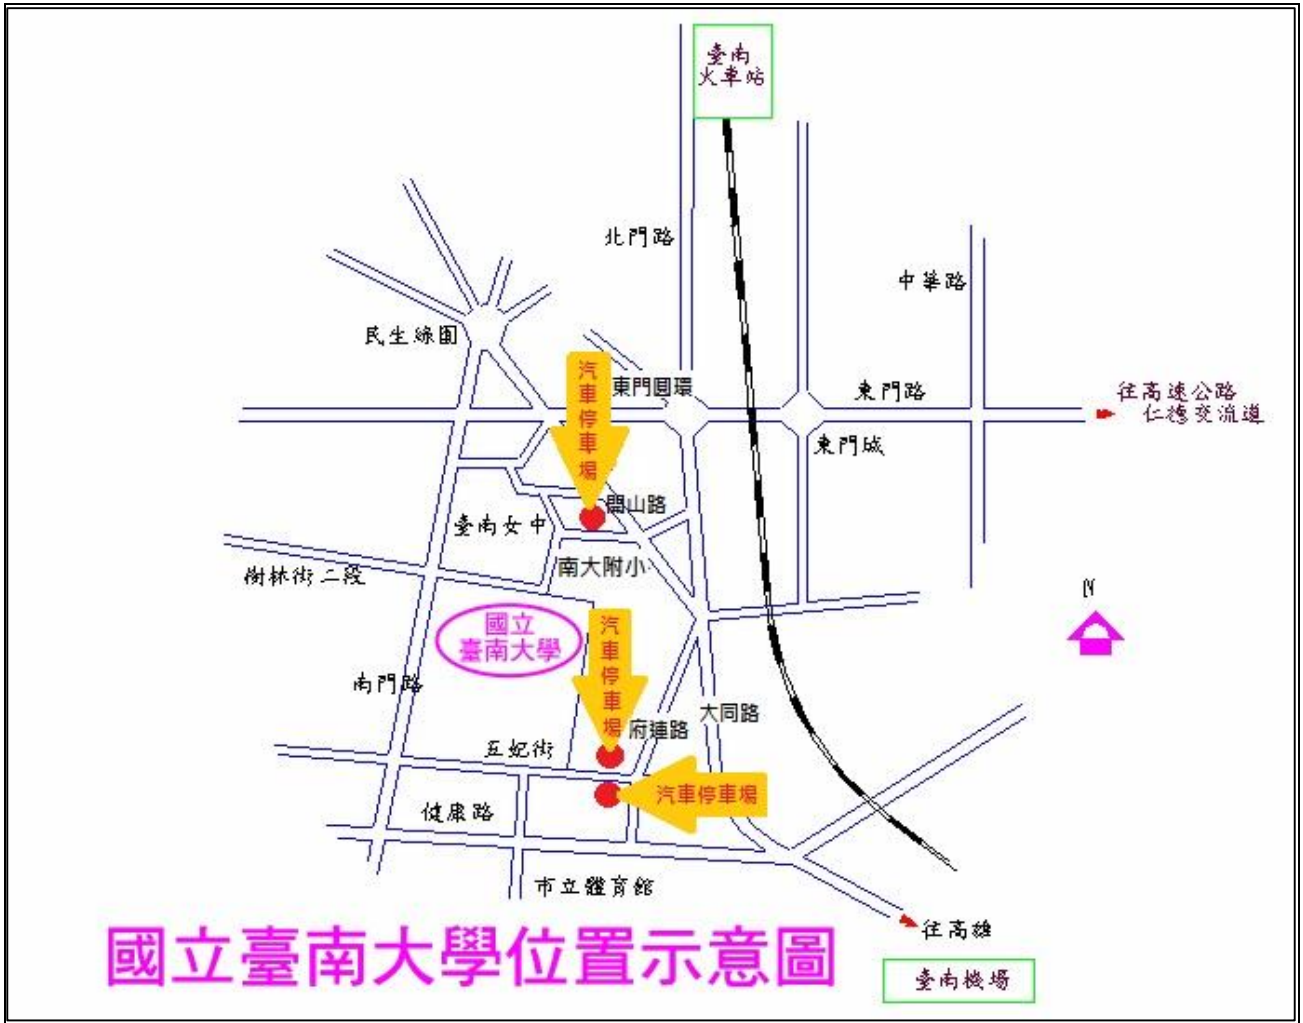 臺南
火車站
北門路
中華路
民生綠園
汽車停車場
東門圓環
東門路
往高速公路
仁德交流道
東門城
開山路
臺南女中
南大附小
樹林街二段
N
國立
臺南大學
汽車停車場
南門路
大同路
府連路
五妃街
汽車停車場
健康路
市立體育館
往高雄
國立臺南大學位置示意圖
臺南機場